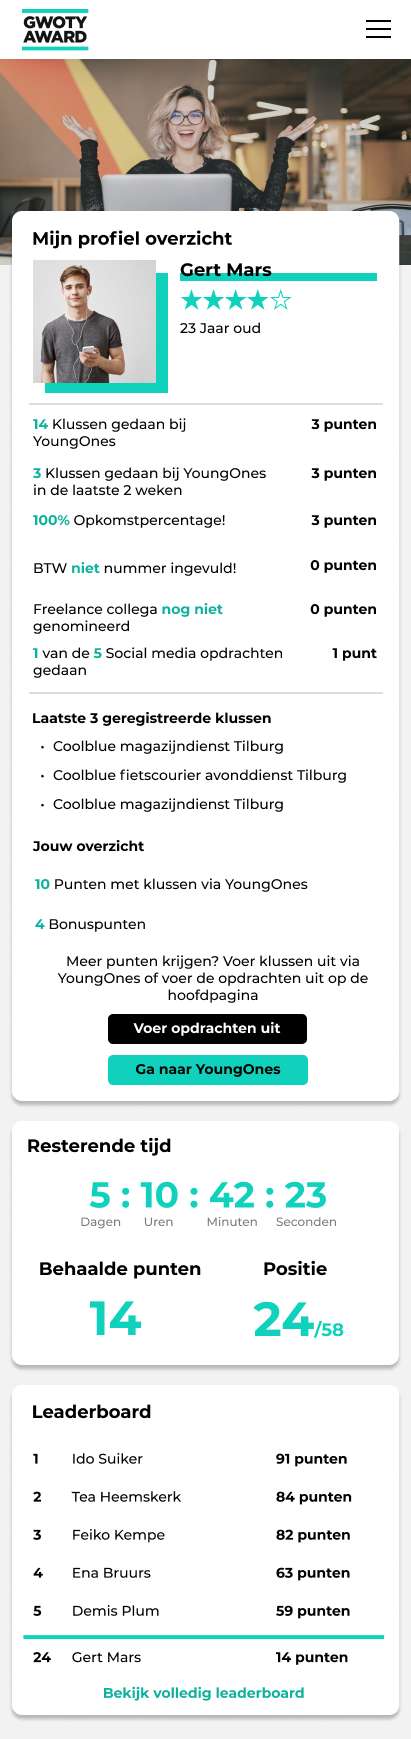 GWOTY
AWARD
Mijn profiel overzicht
Gert Mars
23 Jaar oud
14 Klussen gedaan bij
YoungOnes
3 punten
3 Klussen gedaan bij YoungOnes
in de laatste 2 weken
3 punten
100% Opkomstpercentage!
3 punten
BTW niet nummer ingevuld!
0 punten
Freelance collega nog niet
genomineerd
0 punten
1 van de 5 Social media opdrachten
gedaan
1 punt
Laatste 3 geregistreerde klussen
• Coolblue magazijndienst Tilburg
• Coolblue fietscourier avonddienst Tilburg
• Coolblue magazijndienst Tilburg
Jouw overzicht
10 Punten met klussen via YoungOnes
4 Bonuspunten
Meer punten krijgen? Voer klussen uit via
YoungOnes of voer de opdrachten uit op de
hoofdpagina
Voer opdrachten uit
Ga naar YoungOnes
Resterende tijd
5 : 10 : 42 : 23
Dagen Uren Minuten Seconden
Behaalde punten
14
Positie
24/58
Leaderboard
1 Ido Suiker 91 punten
2 Tea Heemskerk 84 punten
3 Feiko Kempe 82 punten
4 Ena Bruurs 63 punten
5 Demis Plum 59 punten
24 Gert Mars 14 punten
Bekijk volledig leaderboard